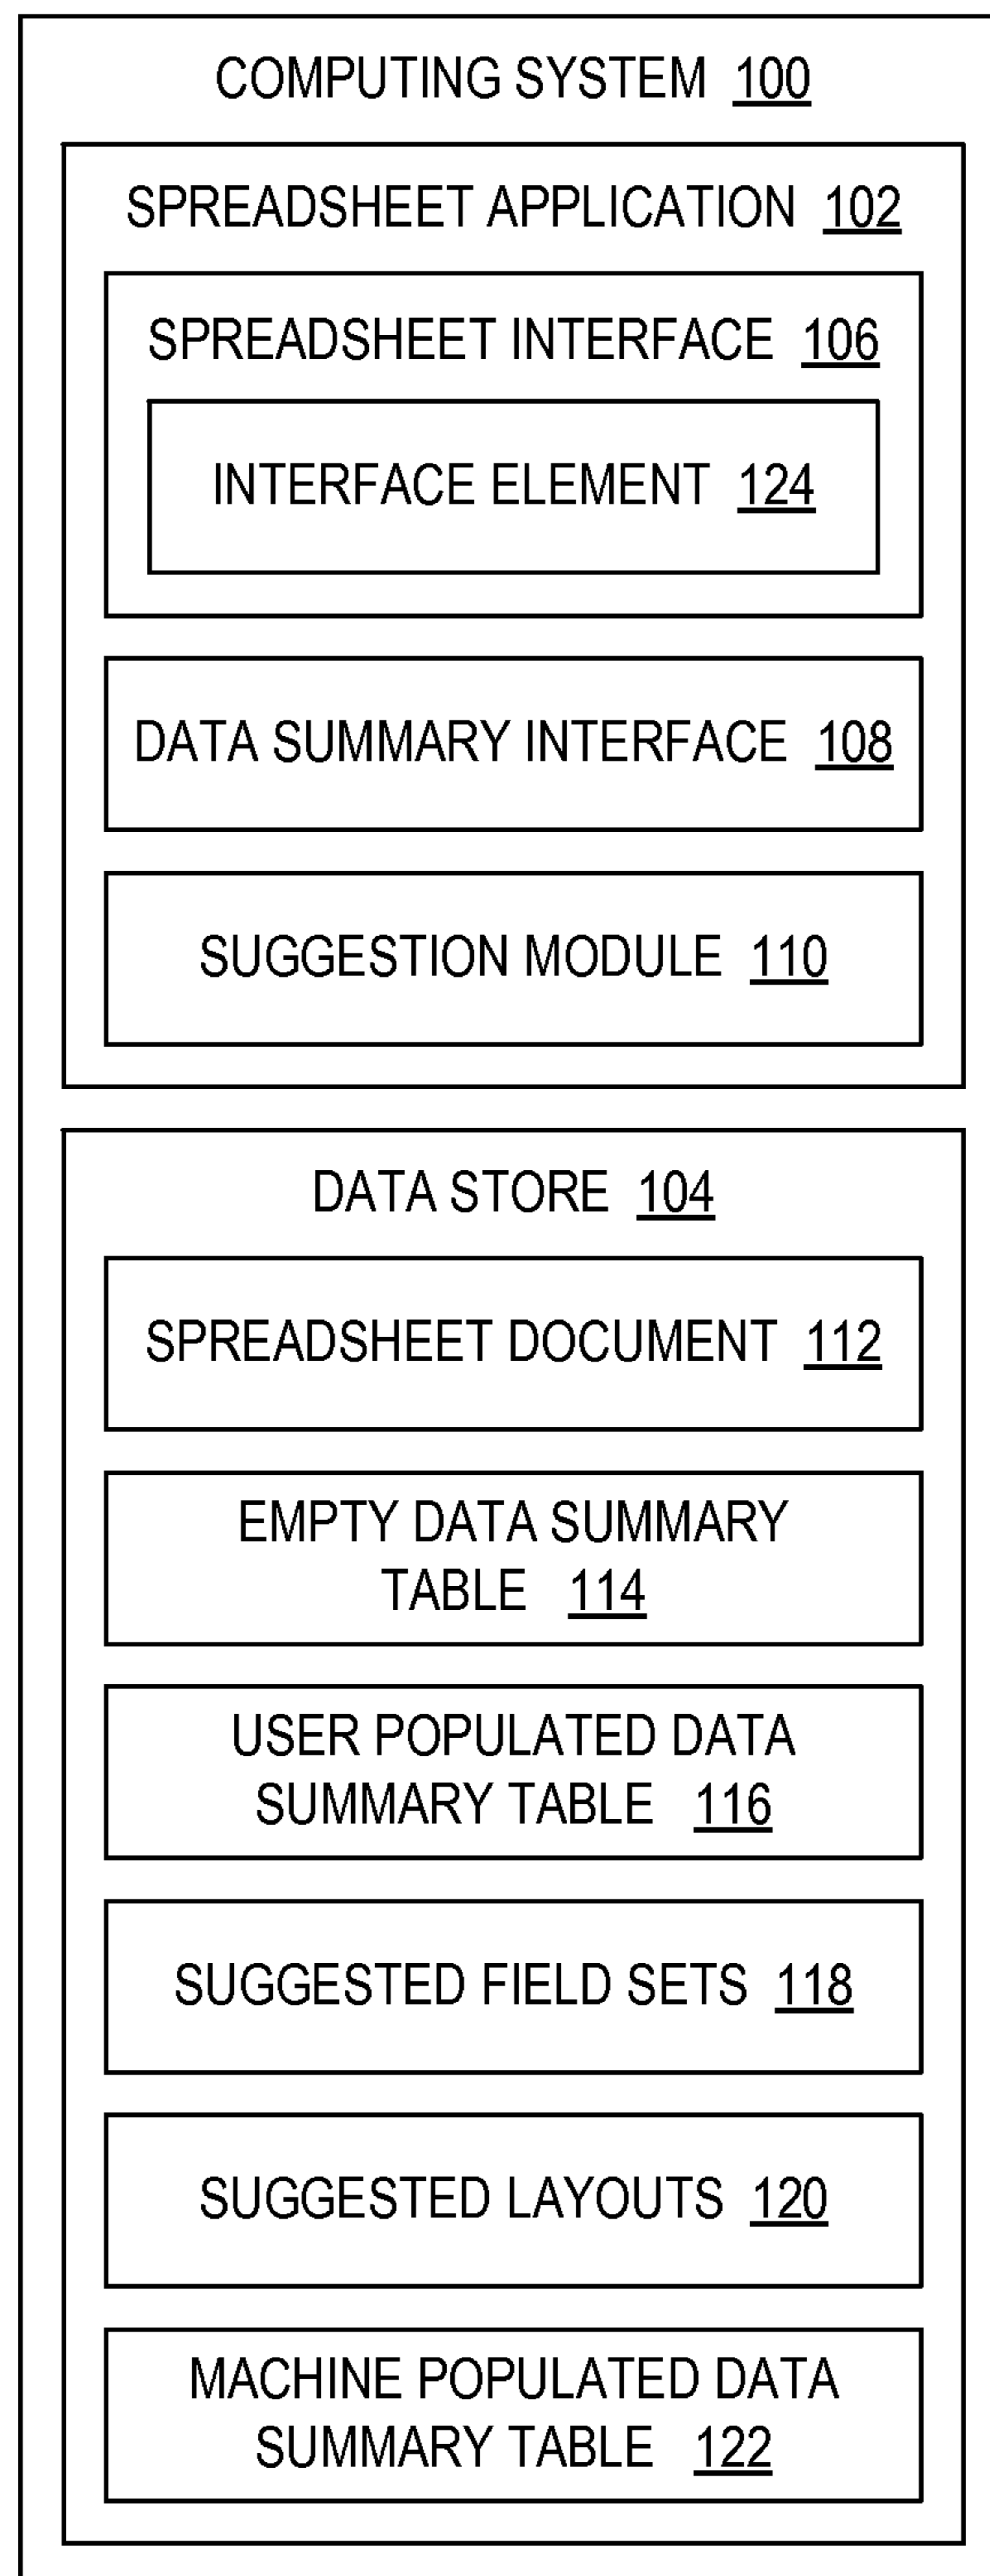 COMPUTING SYSTEM 100
SPREADSHEET APPLICATION 102
SPREADSHEET INTERFACE 106
INTERFACE ELEMENT 124
DATA SUMMARY INTERFACE 108
SUGGESTION MODULE 110
DATA STORE 104
SPREADSHEET DOCUMENT 112
EMPTY DATA SUMMARY
TABLE 114
USER POPULATED DATA
SUMMARY TABLE 116
SUGGESTED FIELD SETS 118
SUGGESTED LAYOUTS 120
MACHINE POPULATED DATA
SUMMARY TABLE 122